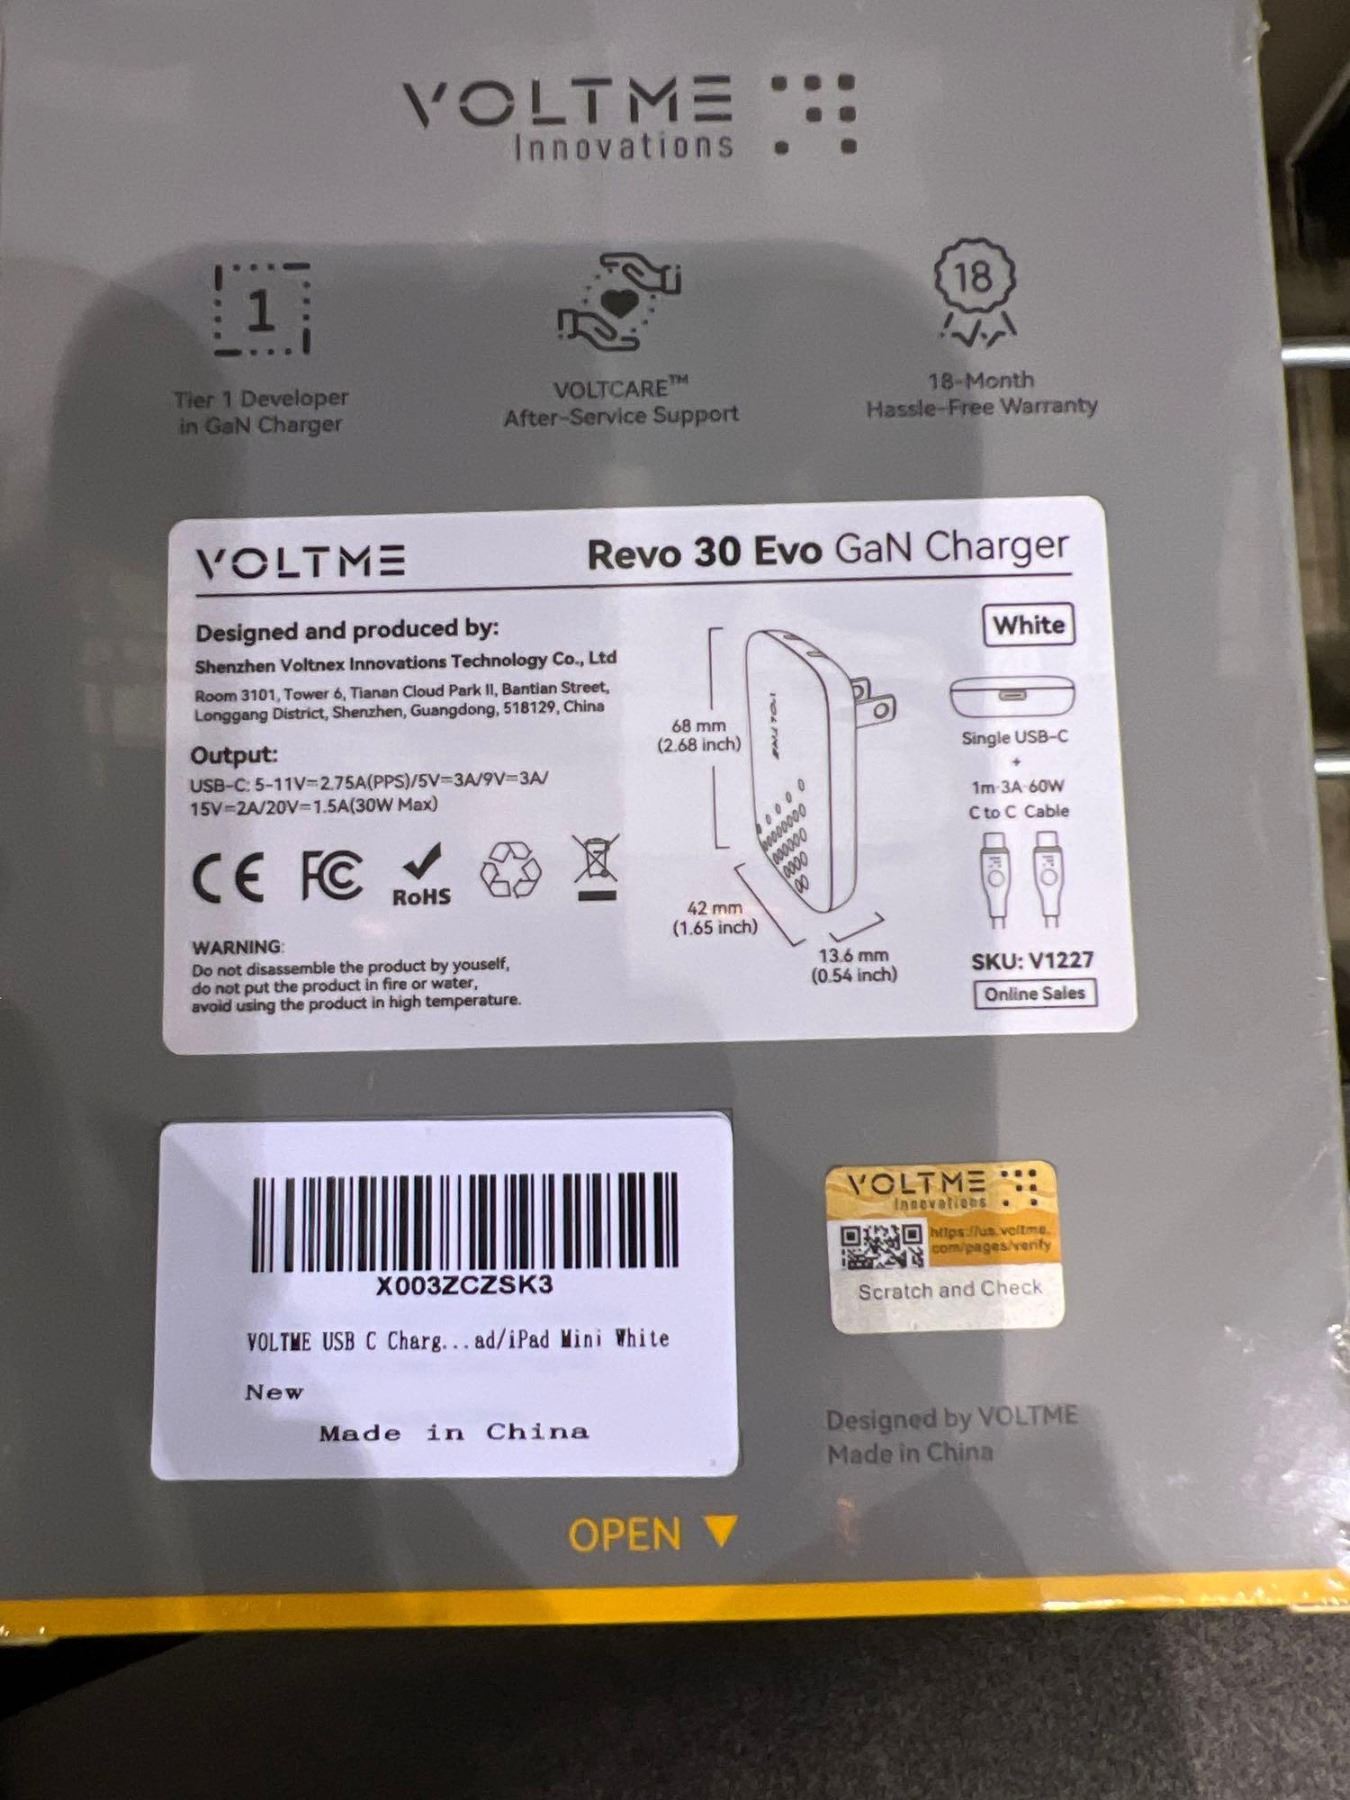 VOLTME
Innovations
1
Tier 1 Developer
in GaN Charger
VOLTCARE™
After-Service Support
18
18-Month
Hassle-Free Warranty
VOLTME
Revo 30 Evo GaN Charger
Designed and produced by:
Shenzhen Voltnex Innovations Technology Co., Ltd
Room 3101, Tower 6, Tianan Cloud Park II, Bantian Street,
Longgang District, Shenzhen, Guangdong, 518129, China
Output:
USB-C: 5-11V=2.75A(PPS)/5V=3A/9V=3A/
15V=2A/20V=1.5A(30W Max)
CE FC RoHS
WARNING:
Do not disassemble the product by youself,
do not put the product in fire or water,
avoid using the product in high temperature.
VOLTME
68 mm
(2.68 inch)
42 mm
(1.65 inch)
13.6 mm
(0.54 inch)
White
Single USB-C
+
1m 3A 60W
C to C Cable
SKU: V1227
Online Sales
X003ZCZSK3
VOLTME USB C Charg...ad/iPad Mini White
New
Made in China
VOLTME
Innovations
https://us.voltme.
com/pages/verify
Scratch and Check
Designed by VOLTME
Made in China
OPEN